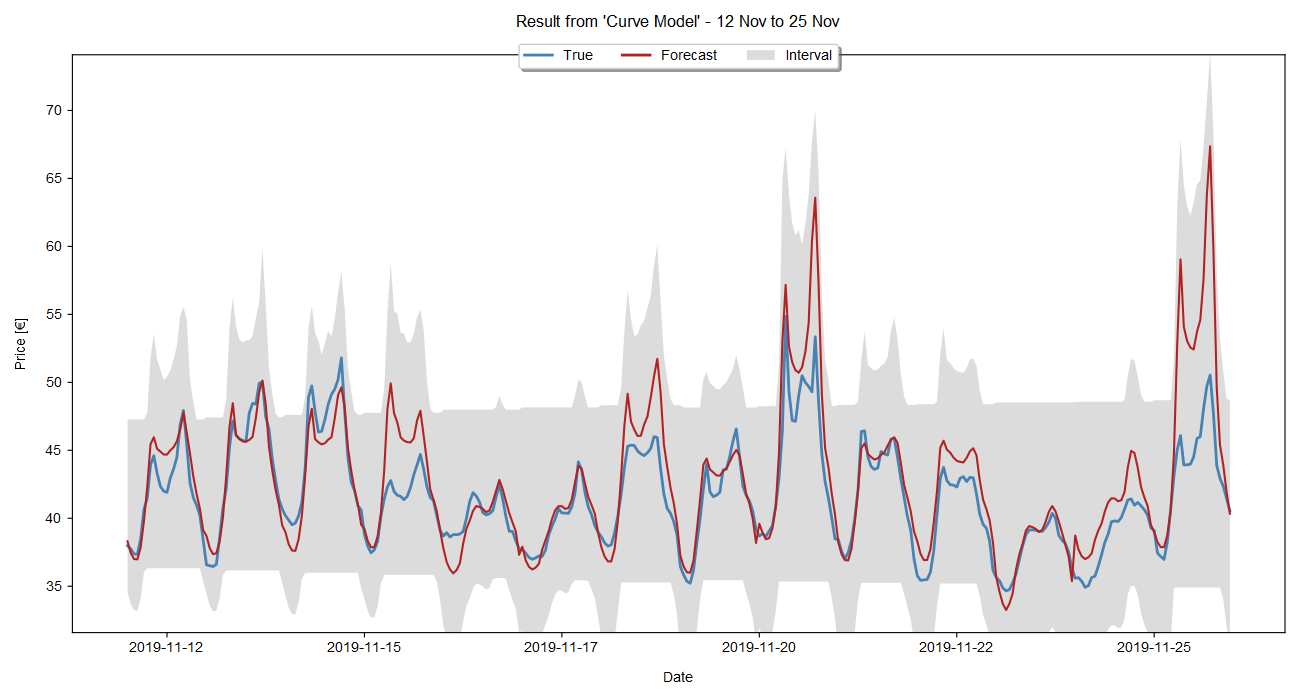 Result from 'Curve Model' - 12 Nov to 25 Nov
True Forecast Interval
70
65
60
55
50
45
40
35
Price [€]
2019-11-12 2019-11-15 2019-11-17 2019-11-20 2019-11-22 2019-11-25
Date